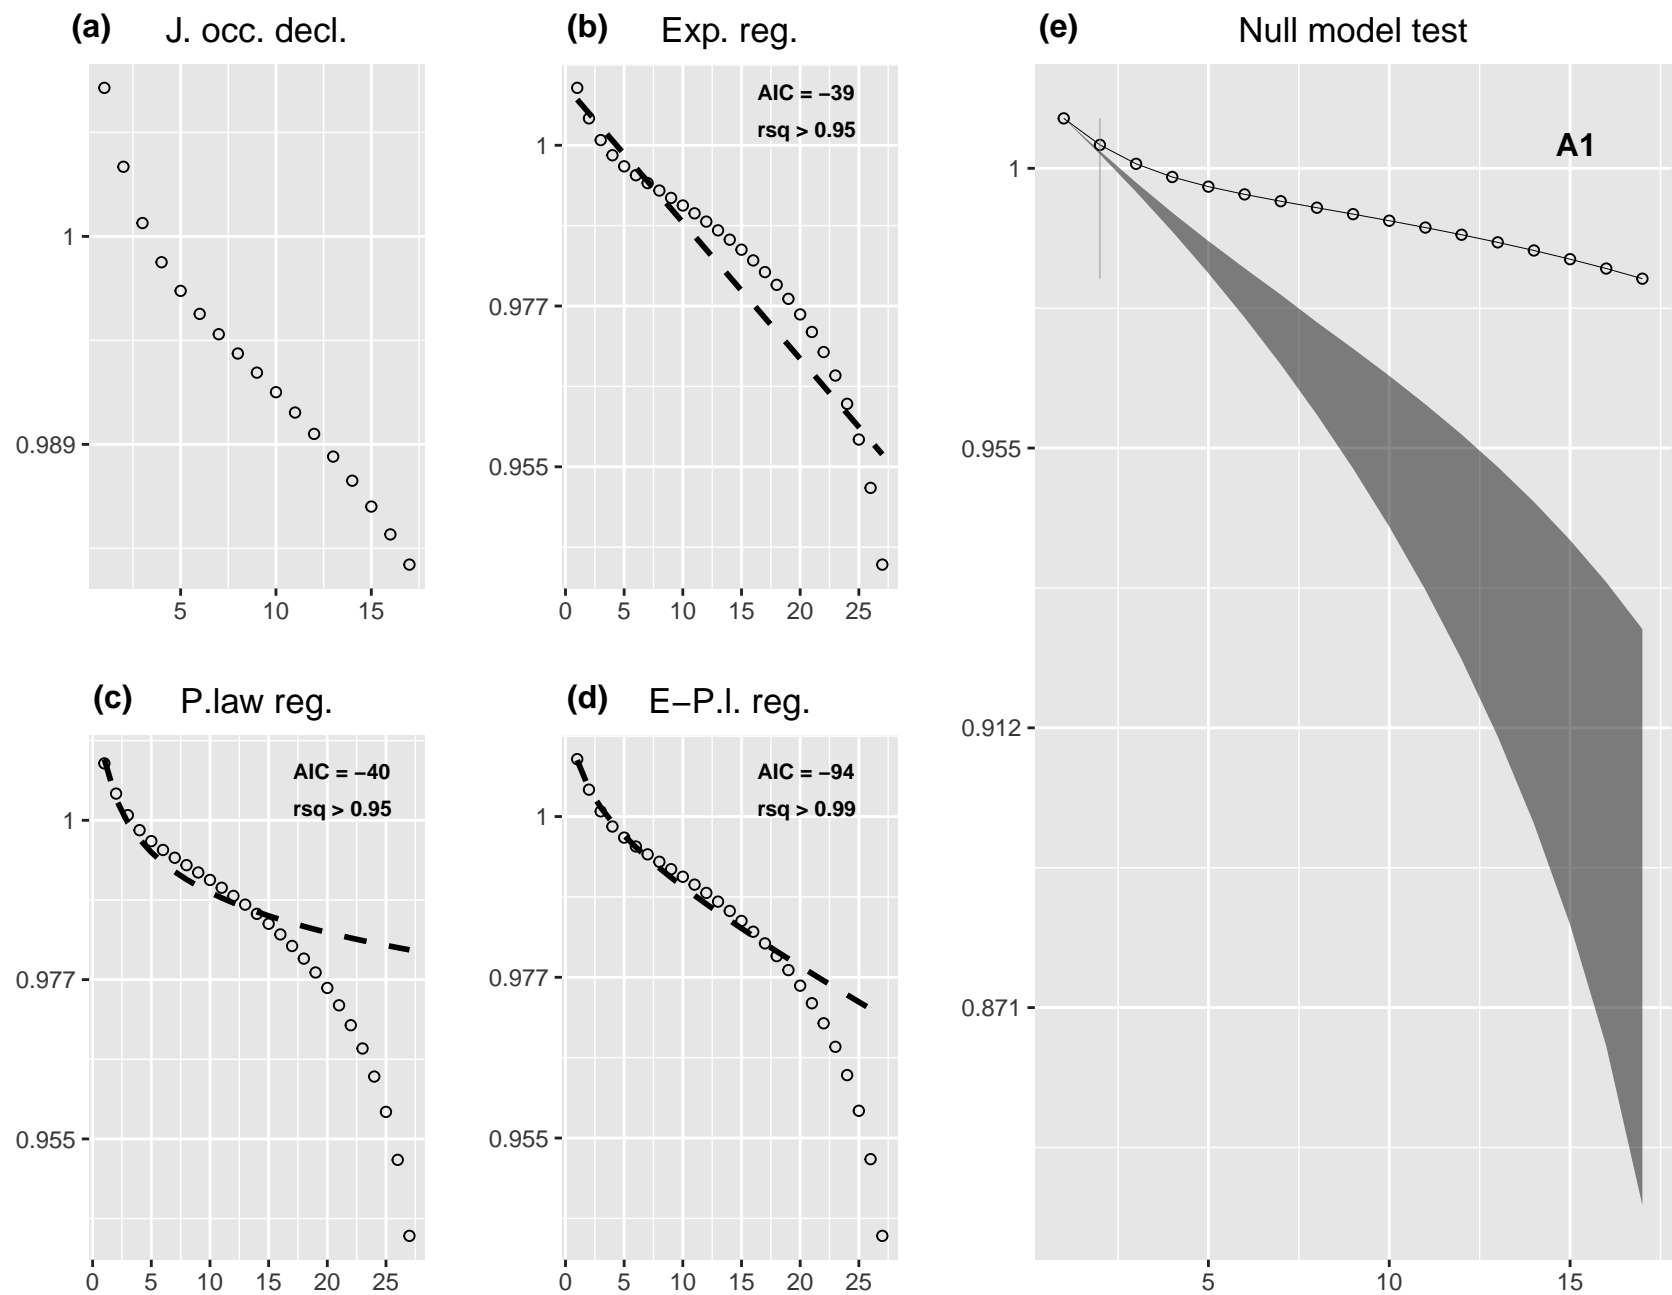 (a) J. occ. decl.
1
0.989
5 10 15
(b) Exp. reg.
AIC = −39
rsq > 0.95
1
0.977
0.955
0 5 10 15 20 25
(c) P.law reg.
AIC = −40
rsq > 0.95
1
0.977
0.955
0 5 10 15 20 25
(d) E−P.l. reg.
AIC = −94
rsq > 0.99
1
0.977
0.955
0 5 10 15 20 25
(e) Null model test
A1
1
0.955
0.912
0.871
5 10 15